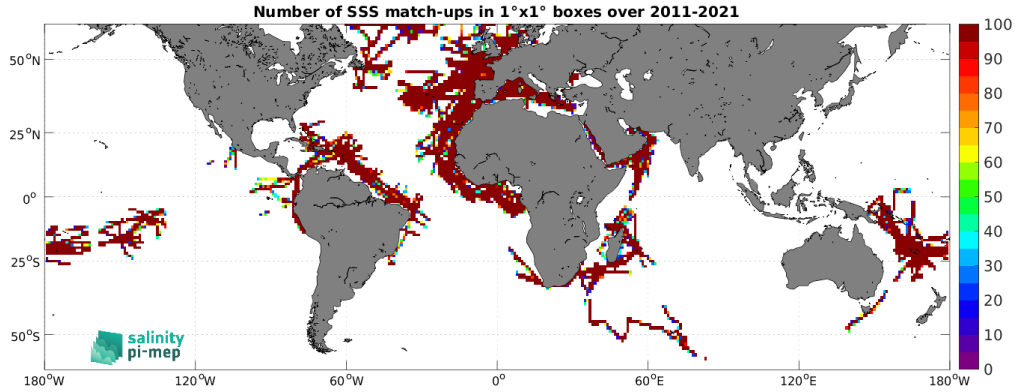 Number of SSS match-ups in 1°x1° boxes over 2011-2021
50°N
25°N
0°
25°S
50°S
180°W
120°W
60°W
0°
60°E
120°E
180°W
100
90
80
70
60
50
40
30
20
10
0
salinity
pi-mep